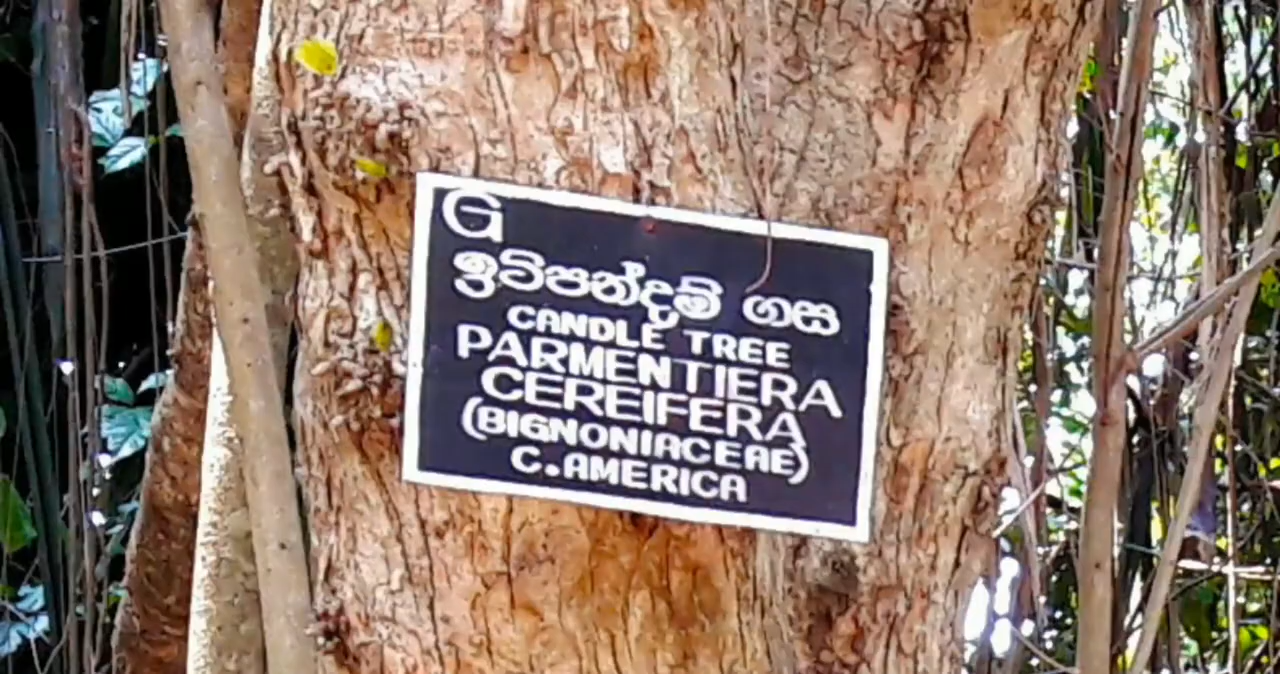 G
ඉටිපන්දම් ගස
CANDLE TREE
PARMENTIERA
CEREIFERA
(BIGNONIACEAE)
C.AMERICA